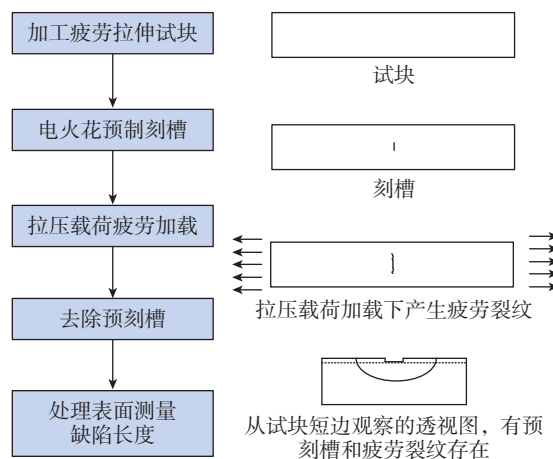 加工疲劳拉伸试块
电火花预制刻槽
拉压载荷疲劳加载
去除预刻槽
处理表面测量
缺陷长度
试块
刻槽
拉压载荷加载下产生疲劳裂纹
从试块短边观察的透视图，有预
刻槽和疲劳裂纹存在